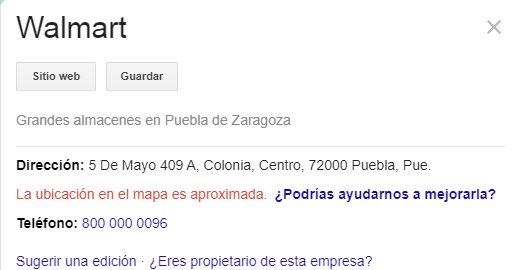 Walmart
Sitio web Guardar
Grandes almacenes en Puebla de Zaragoza
Dirección: 5 De Mayo 409 A, Colonia, Centro, 72000 Puebla, Pue.
La ubicación en el mapa es aproximada. ¿Podrías ayudarnos a mejorarla?
Teléfono: 800 000 0096
Sugerir una edición · ¿Eres propietario de esta empresa?